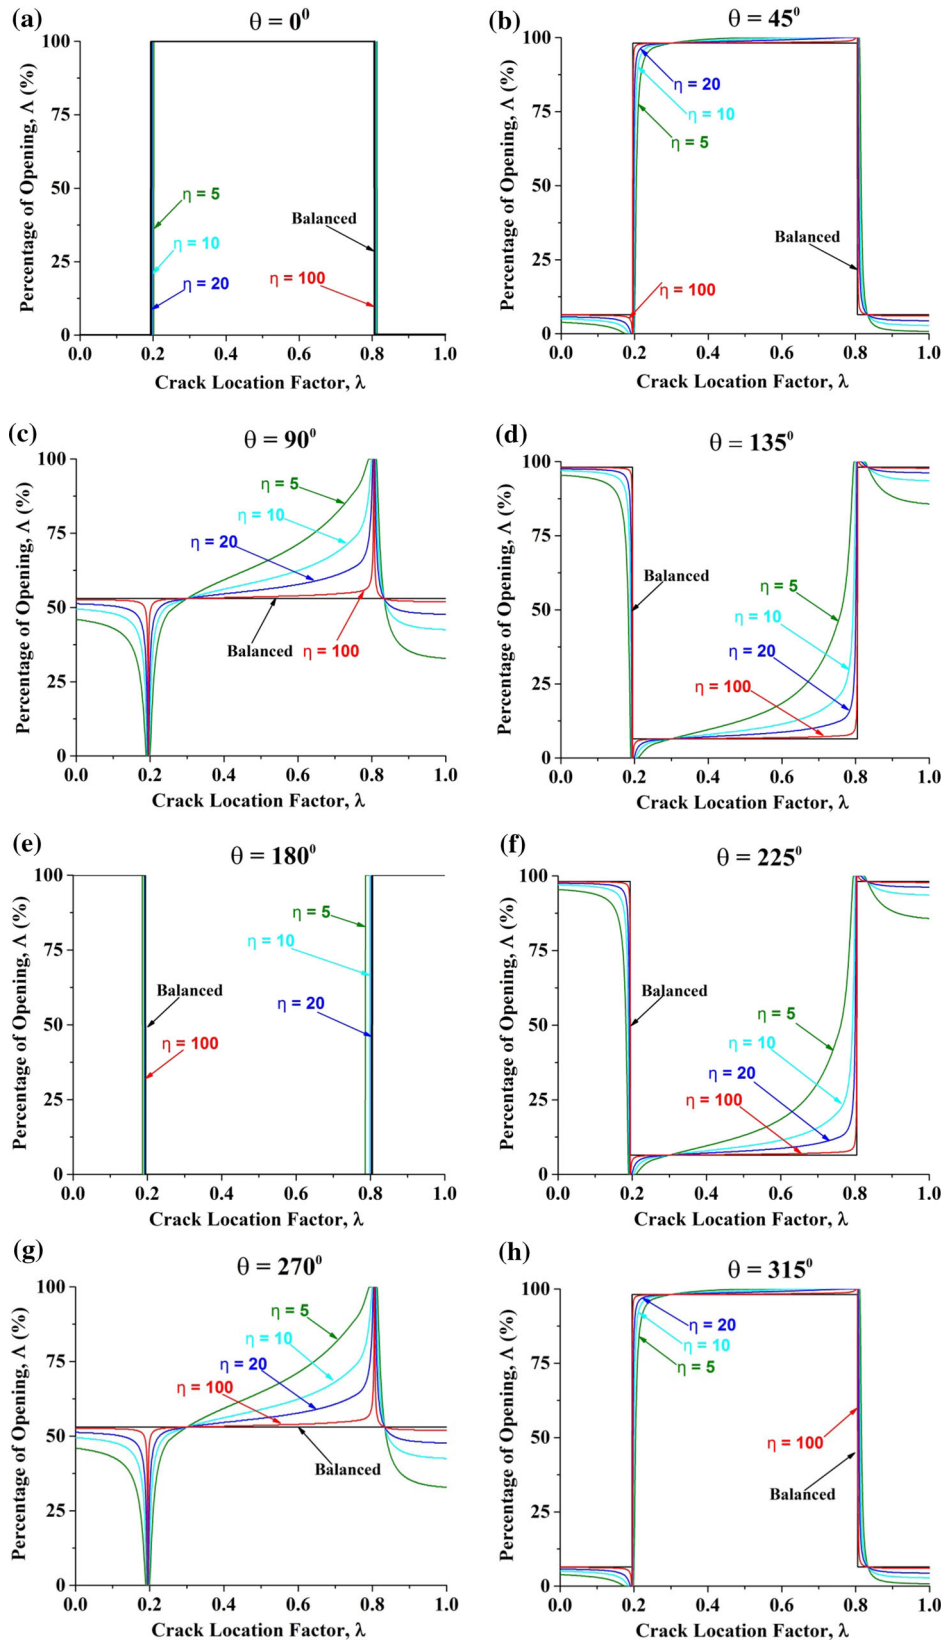 (a)
θ = 0⁰
Percentage of Opening, Λ (%)
100
75
50
25
0
η = 5
η = 10
η = 20
Balanced
η = 100
0.0 0.2 0.4 0.6 0.8 1.0
Crack Location Factor, λ
(b)
θ = 45⁰
Percentage of Opening, Λ (%)
100
75
50
25
0
η = 20
η = 10
η = 5
Balanced
η = 100
0.0 0.2 0.4 0.6 0.8 1.0
Crack Location Factor, λ
(c)
θ = 90⁰
Percentage of Opening, Λ (%)
100
75
50
25
0
η = 5
η = 10
η = 20
Balanced
η = 100
0.0 0.2 0.4 0.6 0.8 1.0
Crack Location Factor, λ
(d)
θ = 135⁰
Percentage of Opening, Λ (%)
100
75
50
25
0
Balanced
η = 5
η = 10
η = 20
η = 100
0.0 0.2 0.4 0.6 0.8 1.0
Crack Location Factor, λ
(e)
θ = 180⁰
Percentage of Opening, Λ (%)
100
75
50
25
0
η = 5
η = 10
Balanced
η = 20
η = 100
0.0 0.2 0.4 0.6 0.8 1.0
Crack Location Factor, λ
(f)
θ = 225⁰
Percentage of Opening, Λ (%)
100
75
50
25
0
Balanced
η = 5
η = 10
η = 20
η = 100
0.0 0.2 0.4 0.6 0.8 1.0
Crack Location Factor, λ
(g)
θ = 270⁰
Percentage of Opening, Λ (%)
100
75
50
25
0
η = 5
η = 10
η = 20
η = 100
Balanced
0.0 0.2 0.4 0.6 0.8 1.0
Crack Location Factor, λ
(h)
θ = 315⁰
Percentage of Opening, Λ (%)
100
75
50
25
0
η = 20
η = 10
η = 5
η = 100
Balanced
0.0 0.2 0.4 0.6 0.8 1.0
Crack Location Factor, λ